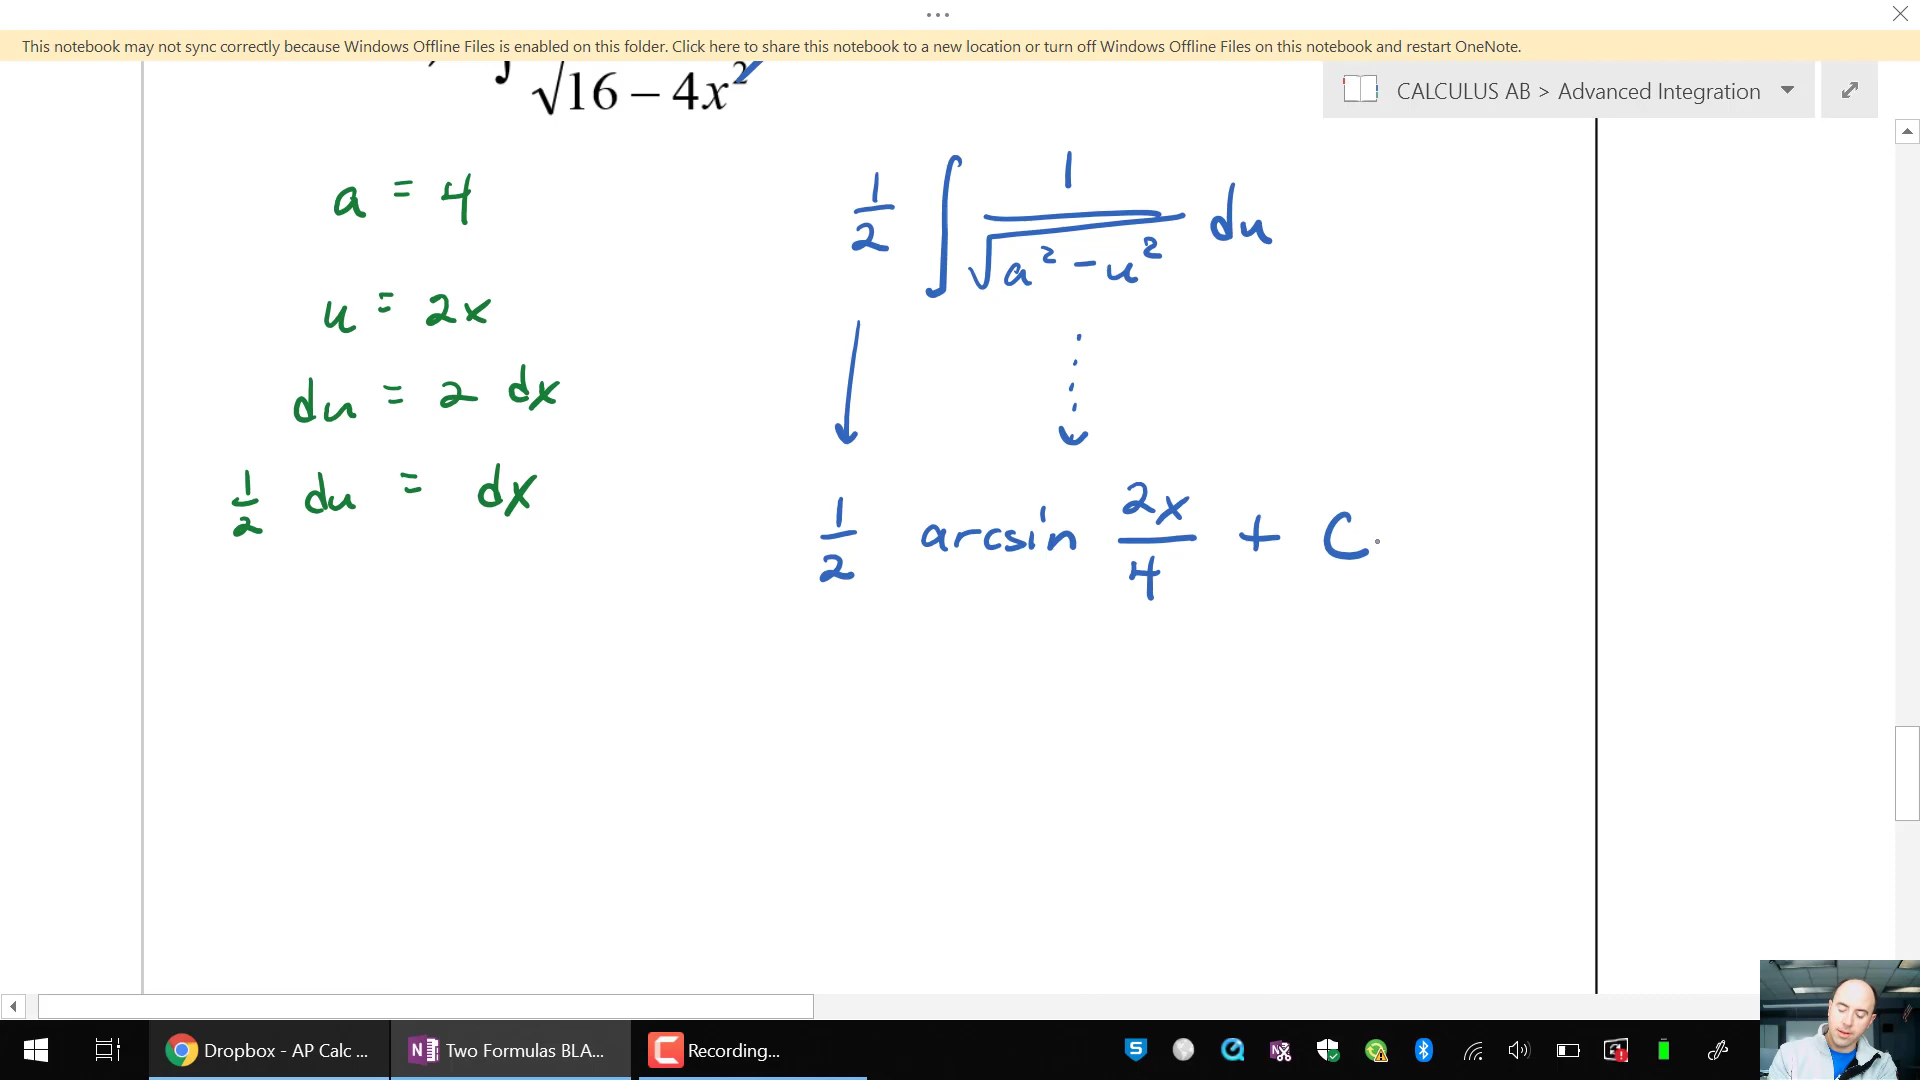 This notebook may not sync correctly because Windows Offline Files is enabled on this folder. Click here to share this notebook to a new location or turn off Windows Offline Files on this notebook and restart OneNote.
√16 – 4x²
CALCULUS AB > Advanced Integration
a = 4
1/2 ∫ 1/√(a² – u²) du
u = 2x
du = 2 dx
1/2 du = dx
1/2 arcsin 2x/4 + C
Dropbox - AP Calc ...
Two Formulas BLA...
Recording...